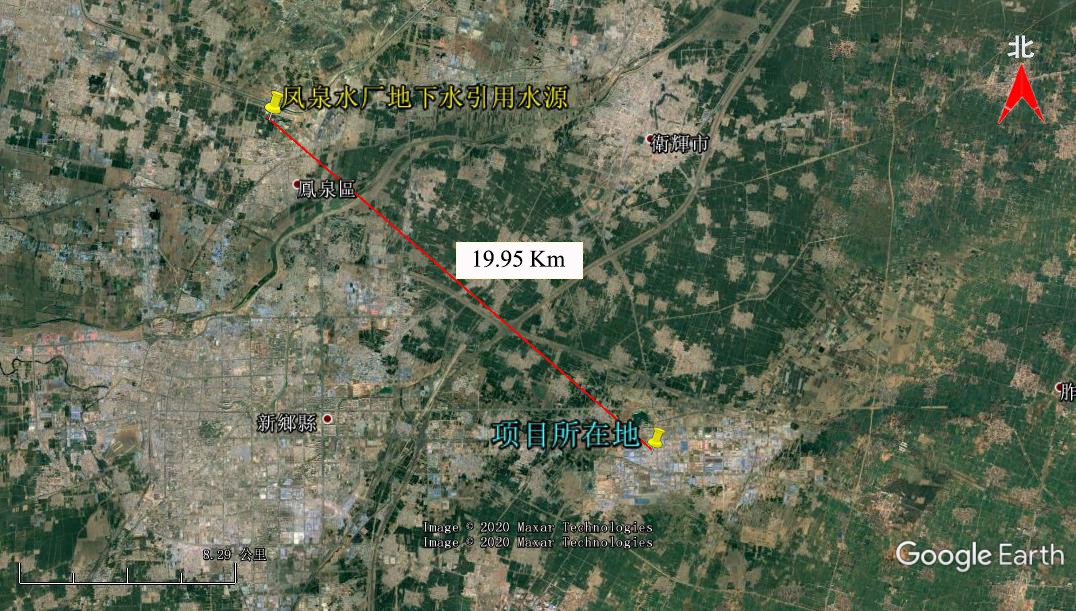 北
凤泉水厂地下水引用水源
衛輝市
鳳泉區
19.95 Km
新鄉縣
项目所在地
Image © 2020 Maxar Technologies
Image © 2020 Maxar Technologies
8.29 公里
Google Earth